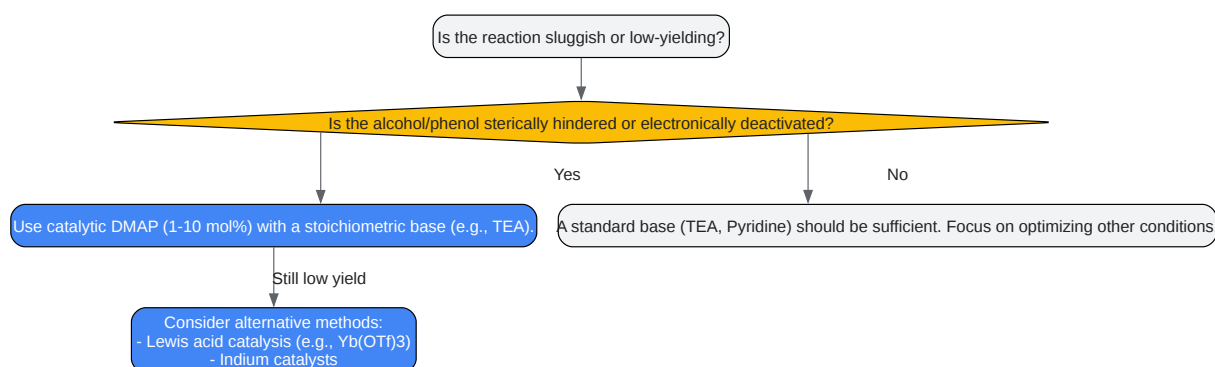 Is the reaction sluggish or low-yielding?
Is the alcohol/phenol sterically hindered or electronically deactivated?
Yes
No
Use catalytic DMAP (1-10 mol%) with a stoichiometric base (e.g., TEA).
A standard base (TEA, Pyridine) should be sufficient. Focus on optimizing other conditions
Still low yield
Consider alternative methods:
- Lewis acid catalysis (e.g., Yb(OTf)3)
- Indium catalysts